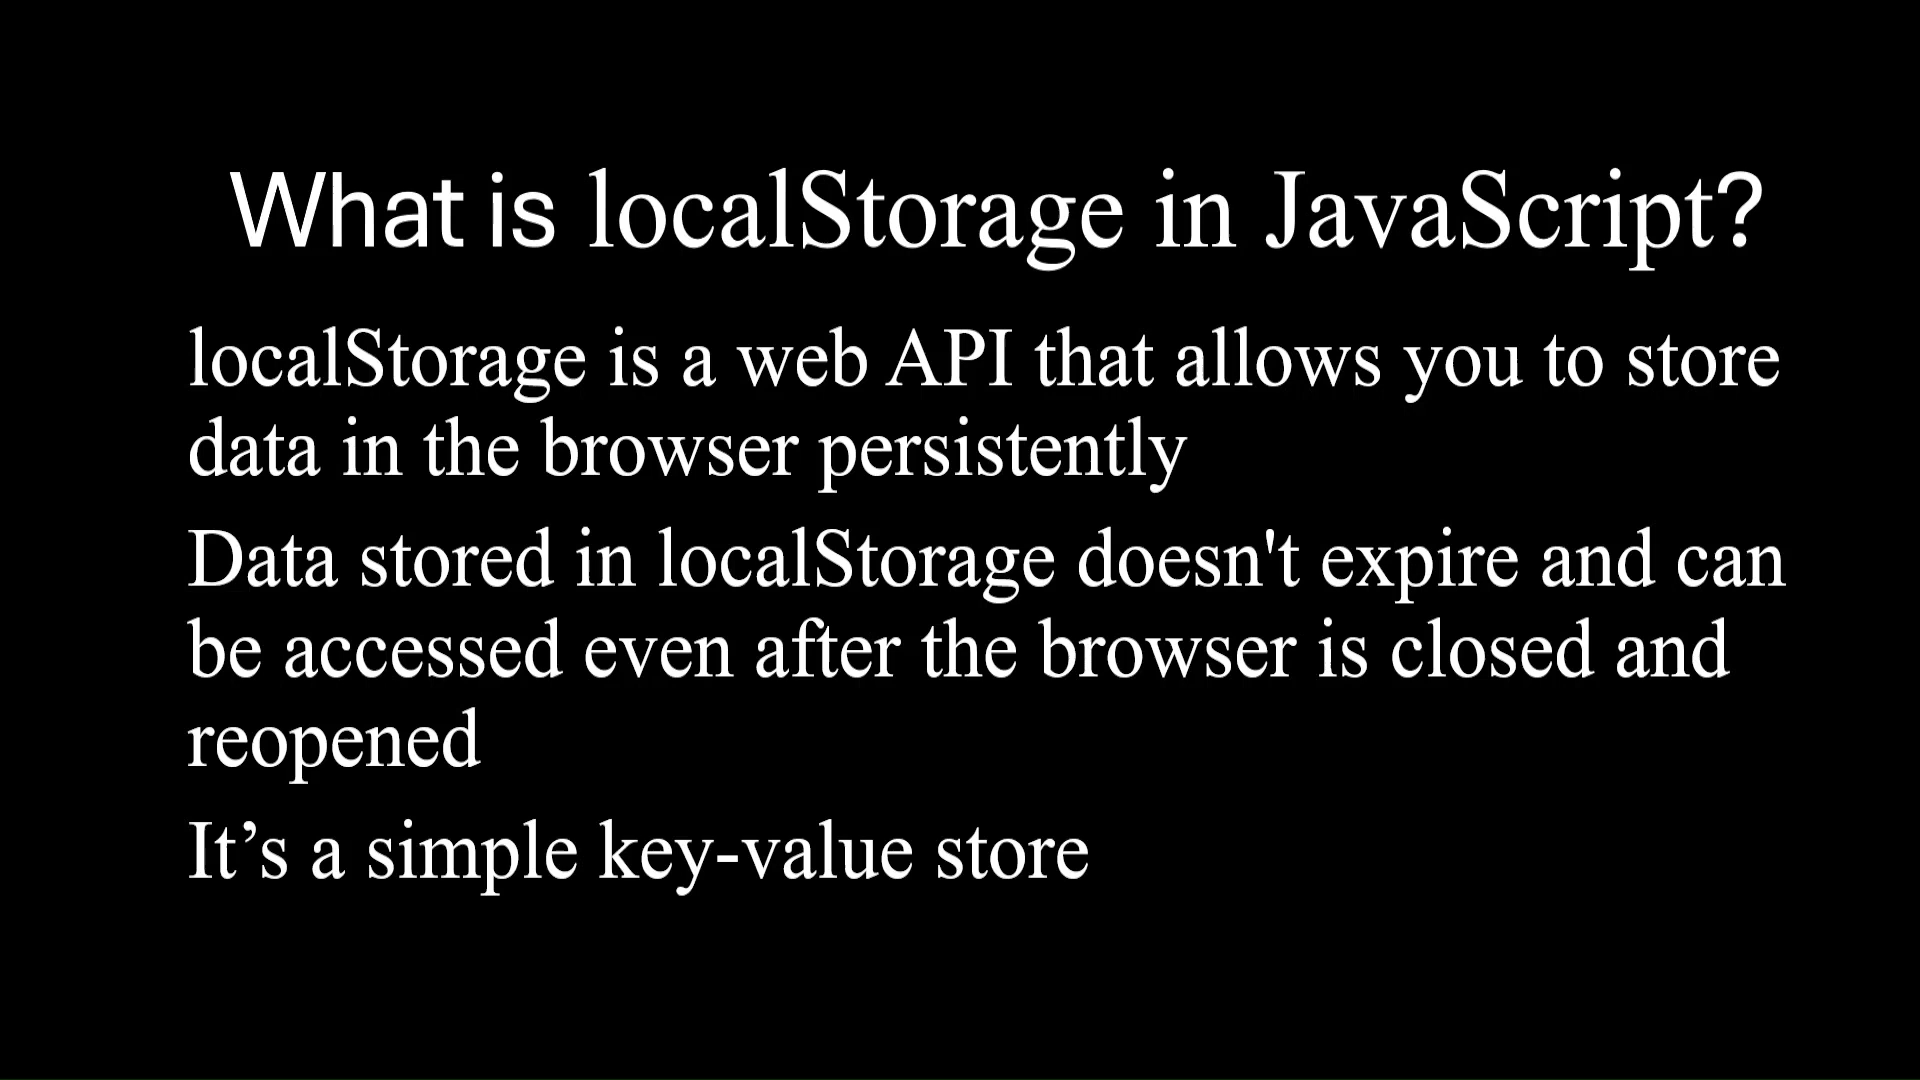 What is localStorage in JavaScript?
localStorage is a web API that allows you to store
data in the browser persistently
Data stored in localStorage doesn't expire and can
be accessed even after the browser is closed and
reopened
It’s a simple key-value store